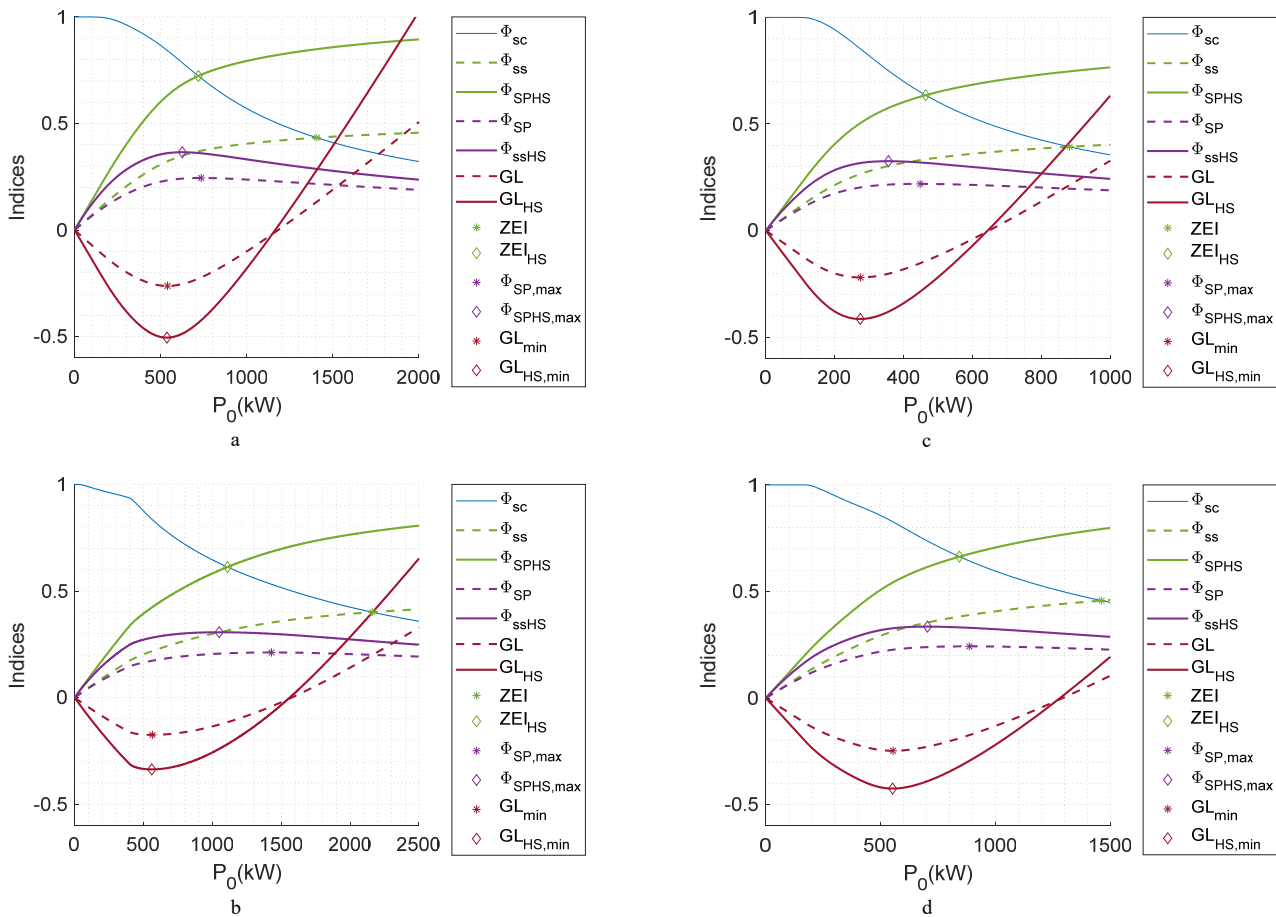 1
0.5
0
-0.5
Indices
0 500 1000 1500 2000
P0(kW)
a
Φsc
Φss
ΦSPHS
ΦSP
ΦssHS
GL
GLHS
ZEI
ZEIHS
ΦSP,max
ΦSPHS,max
GLmin
GLHS,min
1
0.5
0
-0.5
Indices
0 200 400 600 800 1000
P0(kW)
c
Φsc
Φss
ΦSPHS
ΦSP
ΦssHS
GL
GLHS
ZEI
ZEIHS
ΦSP,max
ΦSPHS,max
GLmin
GLHS,min
1
0.5
0
-0.5
Indices
0 500 1000 1500 2000 2500
P0(kW)
b
Φsc
Φss
ΦSPHS
ΦSP
ΦssHS
GL
GLHS
ZEI
ZEIHS
ΦSP,max
ΦSPHS,max
GLmin
GLHS,min
1
0.5
0
-0.5
Indices
0 500 1000 1500
P0(kW)
d
Φsc
Φss
ΦSPHS
ΦSP
ΦssHS
GL
GLHS
ZEI
ZEIHS
ΦSP,max
ΦSPHS,max
GLmin
GLHS,min